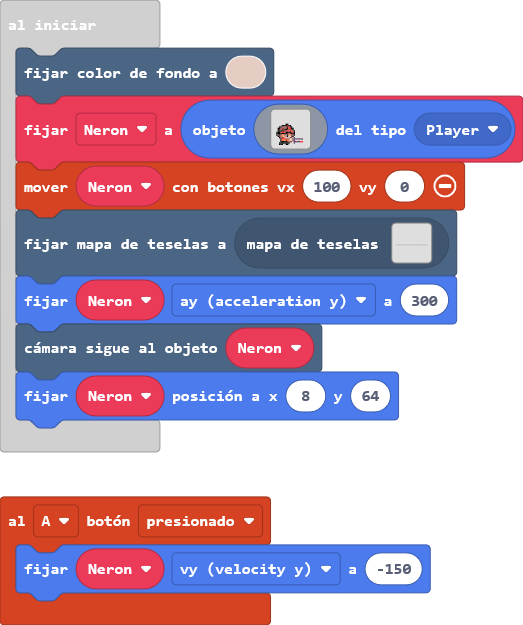 al iniciar
fijar color de fondo a
fijar Neron a objeto del tipo Player
mover Neron con botones vx 100 vy 0
fijar mapa de teselas a mapa de teselas
fijar Neron ay (acceleration y) a 300
cámara sigue al objeto Neron
fijar Neron posición a x 8 y 64
al A botón presionado
fijar Neron vy (velocity y) a -150